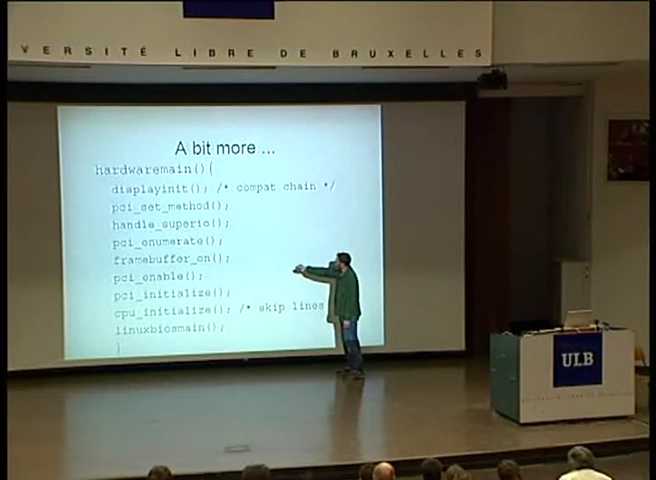 VERSITÉ LIBRE DE BRUXELLES
A bit more ...
hardwaremain(){
displayinit(); /* compat chain */
pci_set_method();
handle_superio();
pci_enumerate();
framebuffer_on();
pci_enable();
pci_initialize();
cpu_initialize(); /* skip lines
linuxbiosmain();
}
ULB